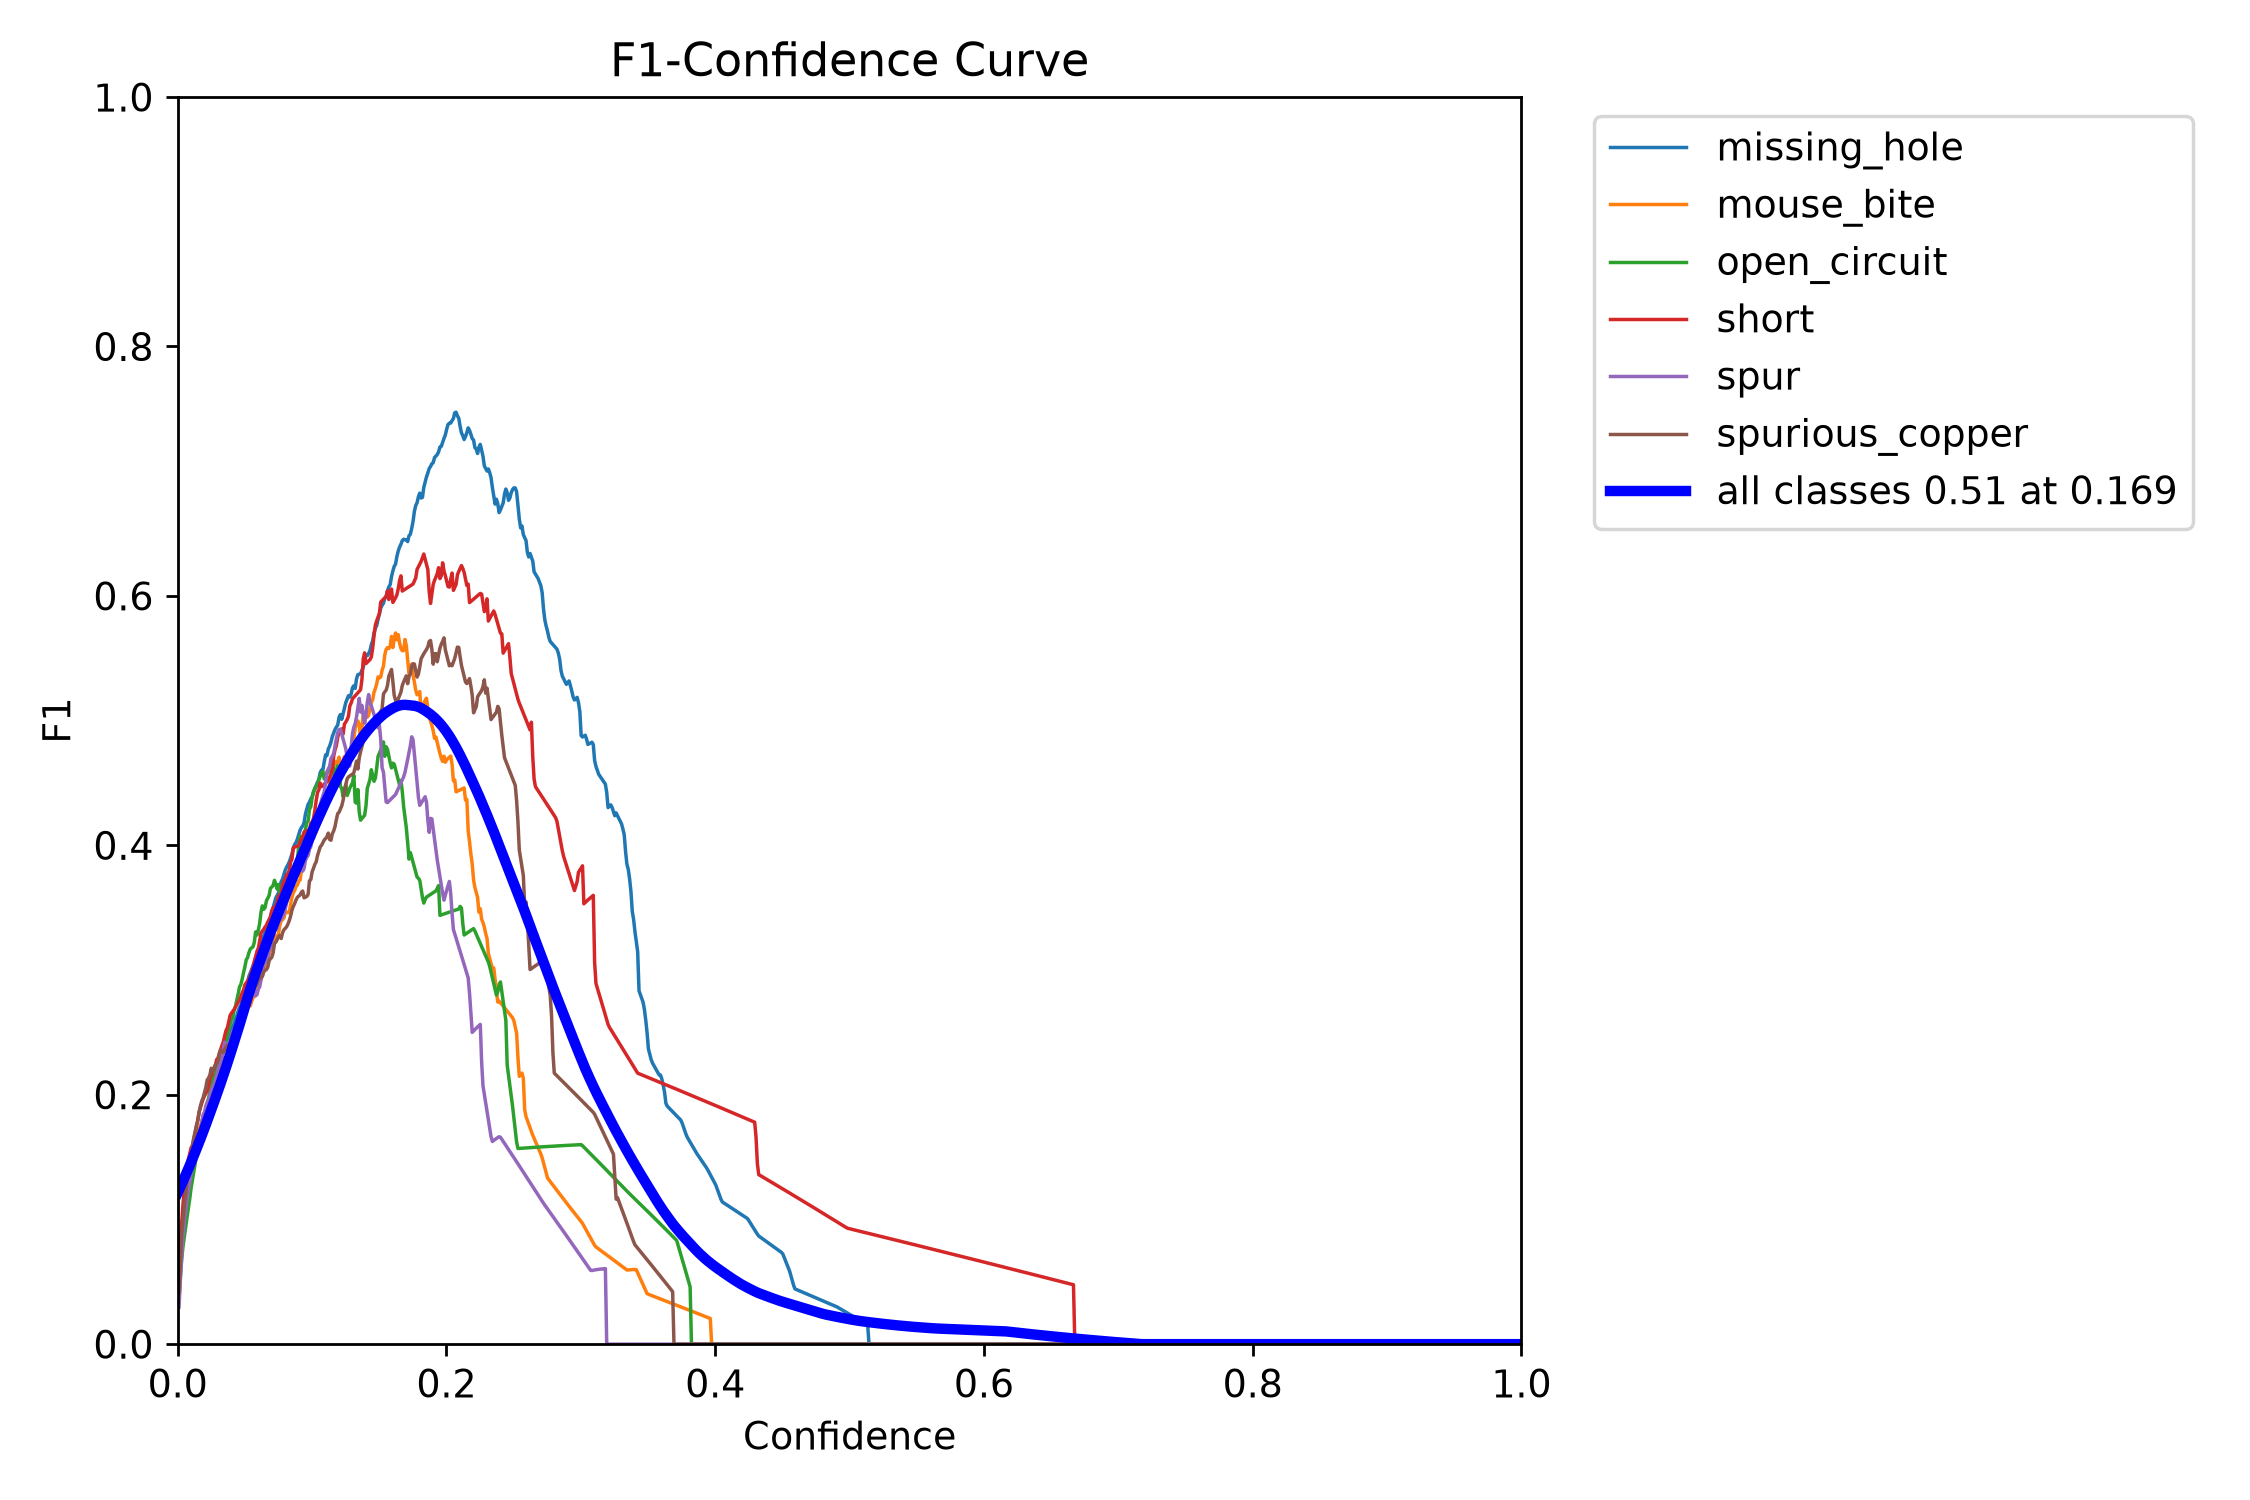 F1-Confidence Curve
1.0
0.8
0.6
0.4
0.2
0.0
F1
0.0 0.2 0.4 0.6 0.8 1.0
Confidence
missing_hole
mouse_bite
open_circuit
short
spur
spurious_copper
all classes 0.51 at 0.169